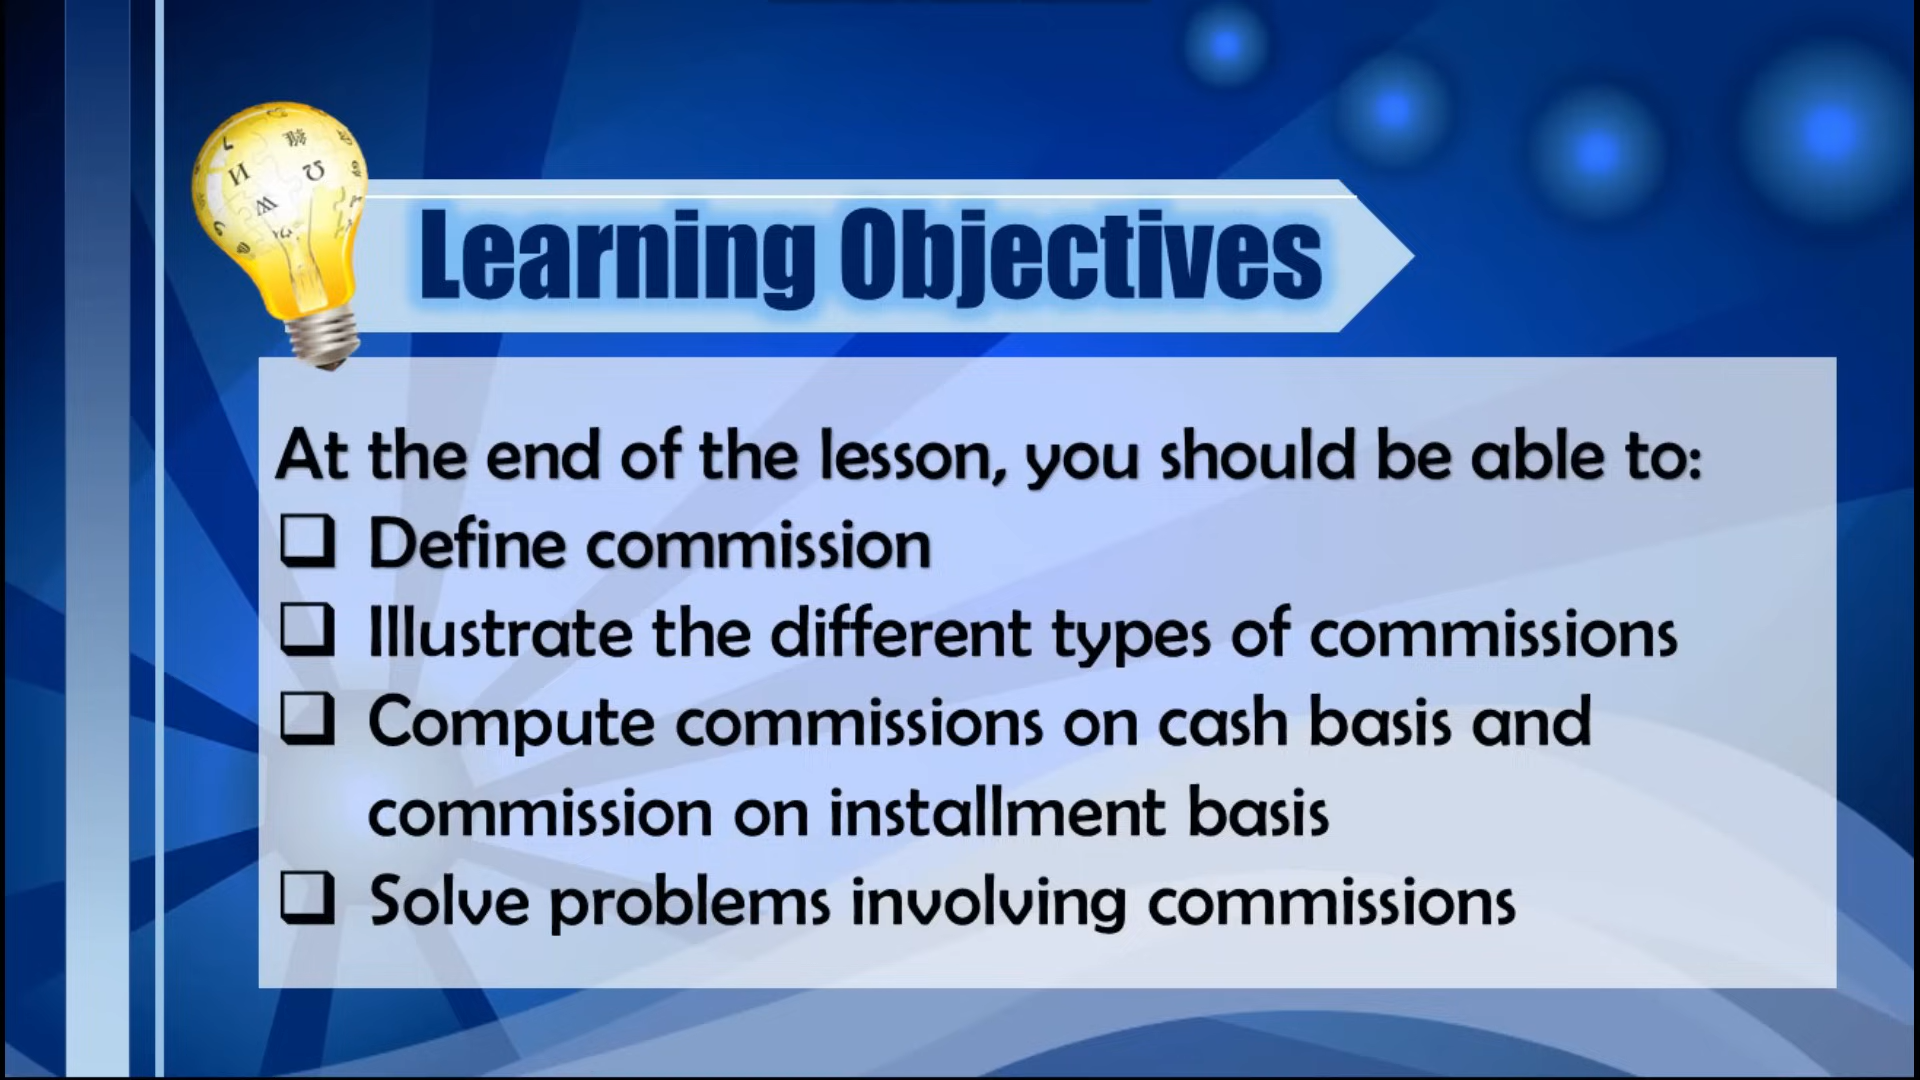 Learning Objectives
At the end of the lesson, you should be able to:
❑ Define commission
❑ Illustrate the different types of commissions
❑ Compute commissions on cash basis and
commission on installment basis
❑ Solve problems involving commissions